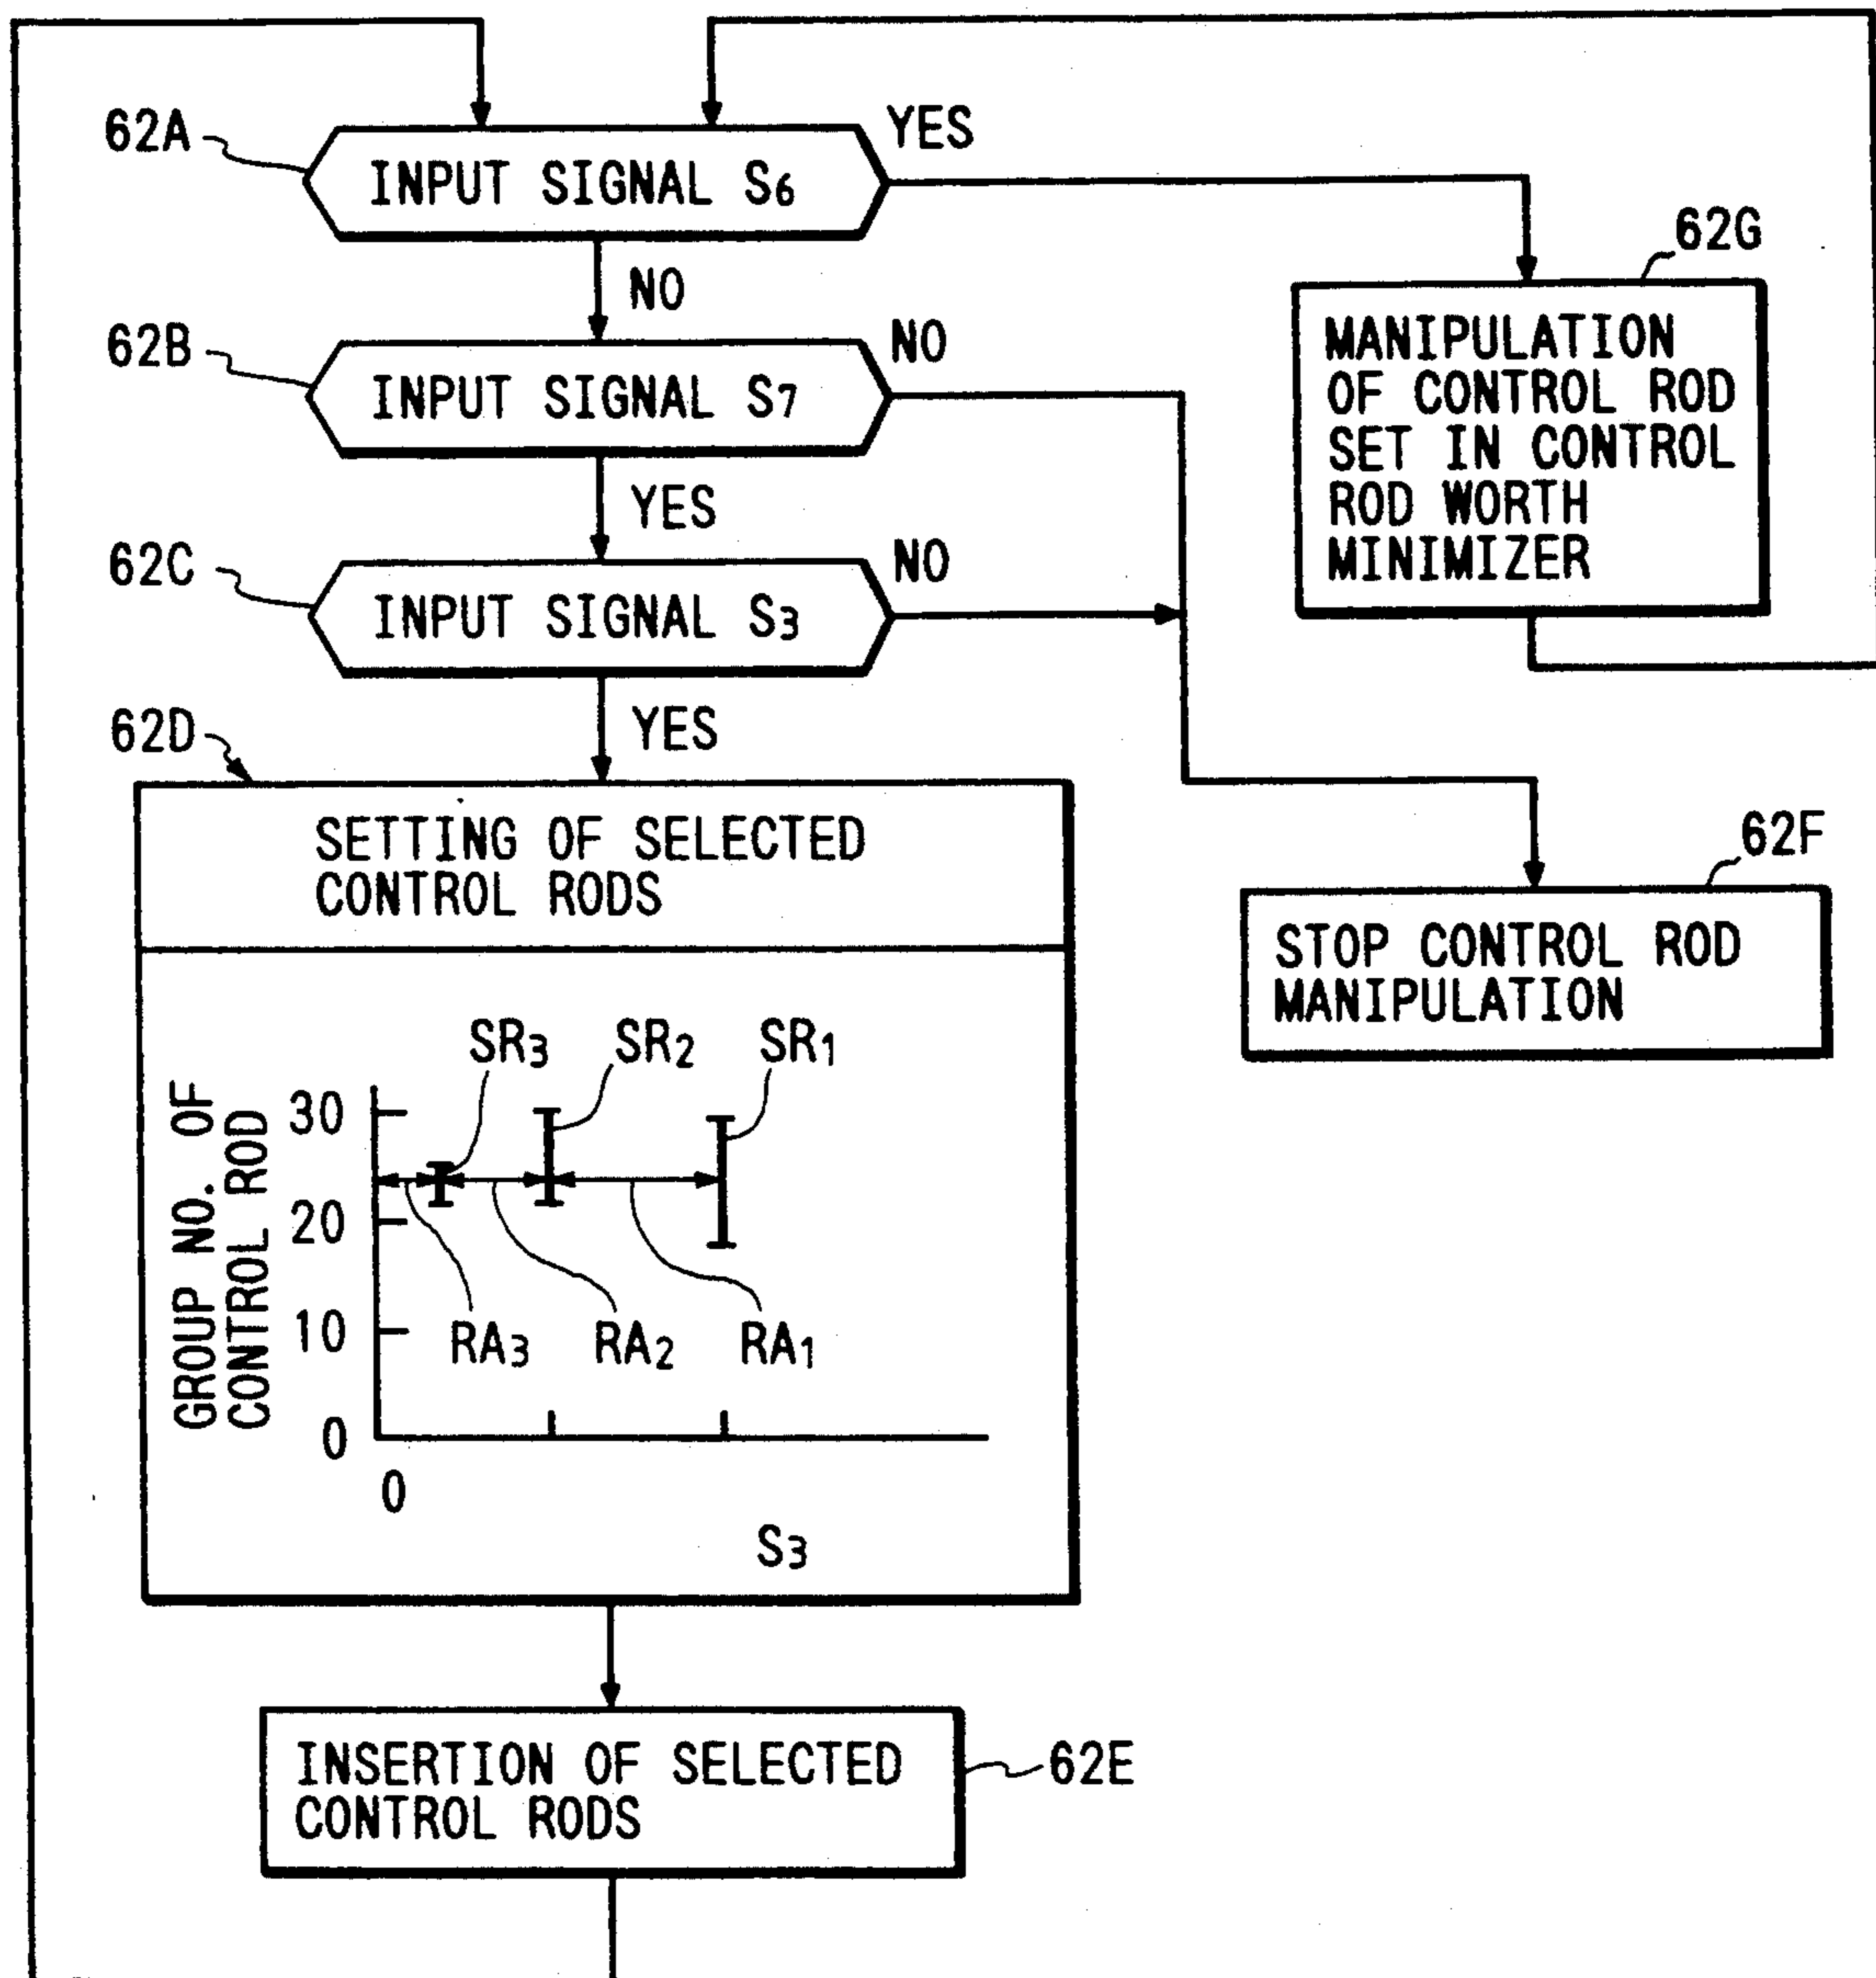 62A
INPUT SIGNAL S6
YES
NO
62G
MANIPULATION
OF CONTROL ROD
SET IN CONTROL
ROD WORTH
MINIMIZER
62B
INPUT SIGNAL S7
NO
YES
62C
INPUT SIGNAL S3
NO
YES
62D
SETTING OF SELECTED
CONTROL RODS
62F
STOP CONTROL ROD
MANIPULATION
SR3
SR2
SR1
GROUP NO. OF
CONTROL ROD
30
20
10
0
RA3
RA2
RA1
0
S3
INSERTION OF SELECTED
CONTROL RODS
62E